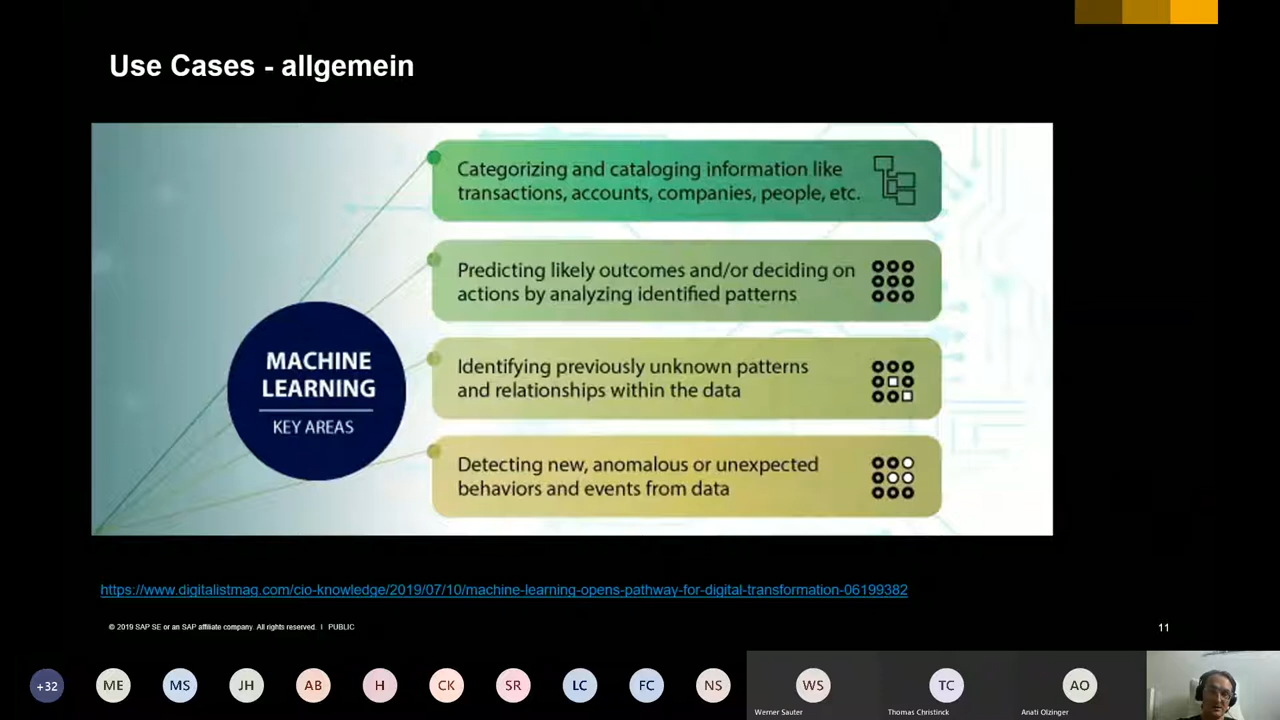 Use Cases - allgemein
Categorizing and cataloging information like
transactions, accounts, companies, people, etc.
Predicting likely outcomes and/or deciding on
actions by analyzing identified patterns
MACHINE
LEARNING
KEY AREAS
Identifying previously unknown patterns
and relationships within the data
Detecting new, anomalous or unexpected
behaviors and events from data
https://www.digitalistmag.com/cio-knowledge/2019/07/10/machine-learning-opens-pathway-for-digital-transformation-06199382
© 2019 SAP SE or an SAP affiliate company. All rights reserved. | PUBLIC
11
+32 ME MS JH AB H CK SR LC FC NS WS TC AO
Werner Sauter Thomas Christinck Anati Olzinger